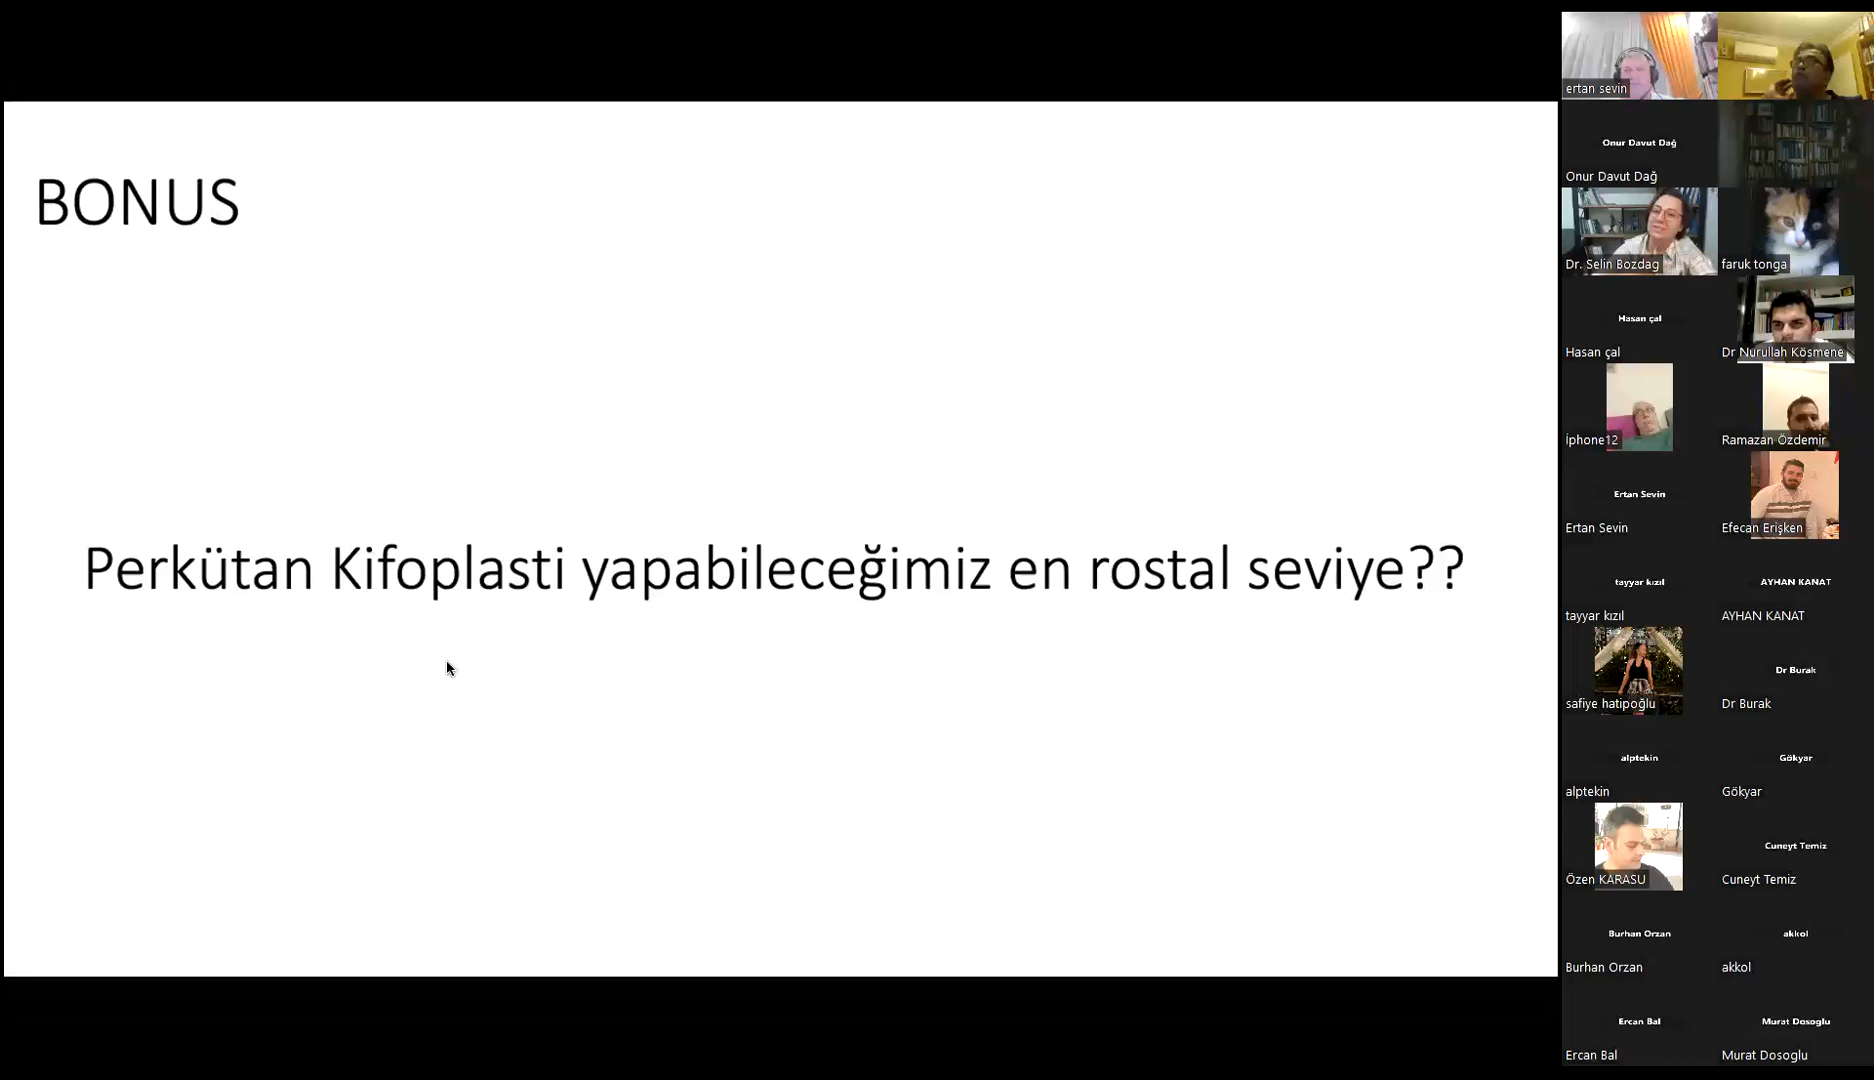 BONUS
Perkütan Kifoplasti yapabileceğimiz en rostal seviye??
ertan sevin
Onur Davut Dağ
Onur Davut Dağ
Dr. Selin Bozdag
faruk tonga
Hasan çal
Hasan çal
Dr Nurullah Kösmene
İphone12
Ramazan Özdemir
Ertan Sevin
Ertan Sevin
Efecan Erişken
tayyar kızıl
AYHAN KANAT
tayyar kızıl
AYHAN KANAT
Dr Burak
safiye hatipoğlu
Dr Burak
alptekin
Gökyar
alptekin
Gökyar
Cuneyt Temiz
Özen KARASU
Cuneyt Temiz
Burhan Orzan
akkol
Burhan Orzan
akkol
Ercan Bal
Murat Dosoglu
Ercan Bal
Murat Dosoglu